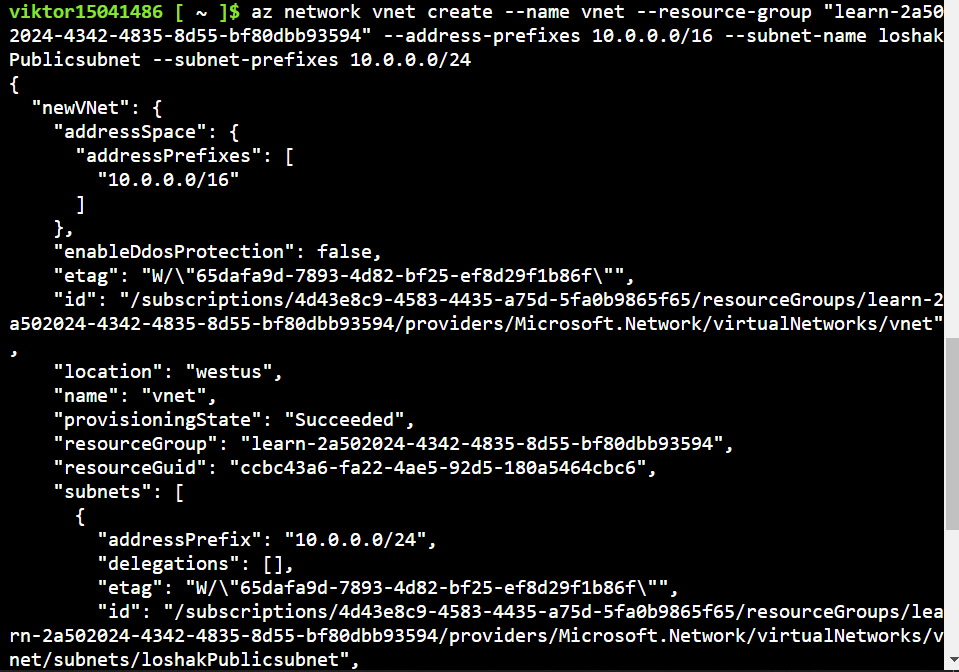 viktor15041486 [ ~ ]$ az network vnet create --name vnet --resource-group "learn-2a50
2024-4342-4835-8d55-bf80dbb93594" --address-prefixes 10.0.0.0/16 --subnet-name loshak
Publicsubnet --subnet-prefixes 10.0.0.0/24
{
  "newVNet": {
    "addressSpace": {
      "addressPrefixes": [
        "10.0.0.0/16"
      ]
    },
    "enableDdosProtection": false,
    "etag": "W/\"65dafa9d-7893-4d82-bf25-ef8d29f1b86f\"",
    "id": "/subscriptions/4d43e8c9-4583-4435-a75d-5fa0b9865f65/resourceGroups/learn-2
a502024-4342-4835-8d55-bf80dbb93594/providers/Microsoft.Network/virtualNetworks/vnet"
,
    "location": "westus",
    "name": "vnet",
    "provisioningState": "Succeeded",
    "resourceGroup": "learn-2a502024-4342-4835-8d55-bf80dbb93594",
    "resourceGuid": "ccbc43a6-fa22-4ae5-92d5-180a5464cbc6",
    "subnets": [
      {
        "addressPrefix": "10.0.0.0/24",
        "delegations": [],
        "etag": "W/\"65dafa9d-7893-4d82-bf25-ef8d29f1b86f\"",
        "id": "/subscriptions/4d43e8c9-4583-4435-a75d-5fa0b9865f65/resourceGroups/lea
rn-2a502024-4342-4835-8d55-bf80dbb93594/providers/Microsoft.Network/virtualNetworks/v
net/subnets/loshakPublicsubnet",